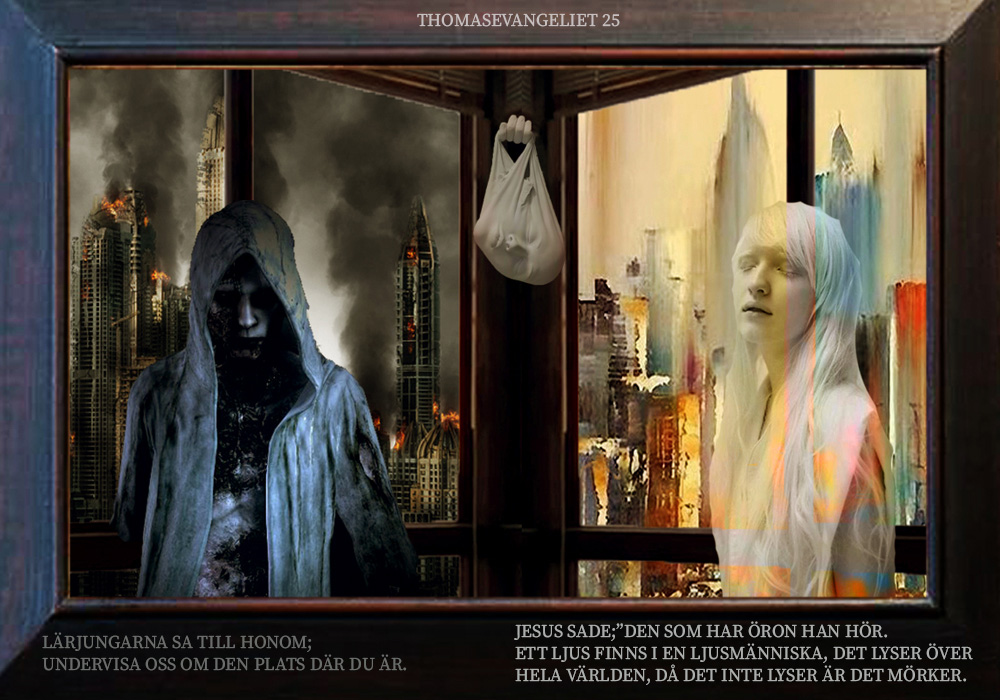 THOMASEVANGELIET 25
LÄRJUNGARNA SA TILL HONOM;
UNDERVISA OSS OM DEN PLATS DÄR DU ÄR.
JESUS SADE;”DEN SOM HAR ÖRON HAN HÖR.
ETT LJUS FINNS I EN LJUSMÄNNISKA, DET LYSER ÖVER
HELA VÄRLDEN, DÅ DET INTE LYSER ÄR DET MÖRKER.